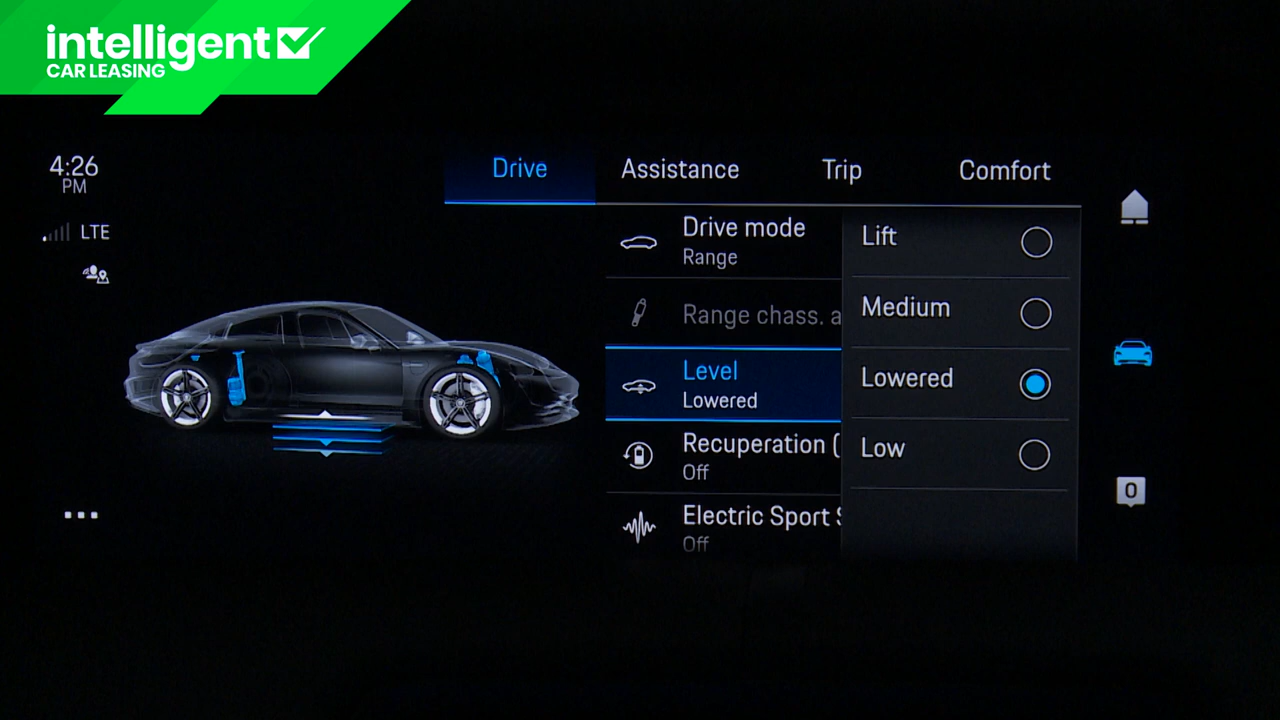 intelligent
CAR LEASING
4:26
PM
LTE
Drive
Assistance
Trip
Comfort
Drive mode
Range
Range chass. a
Level
Lowered
Recuperation (
Off
Electric Sport S
Off
Lift
Medium
Lowered
Low
0